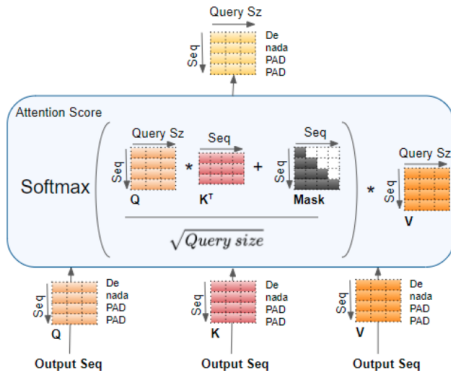 Query Sz
Seq
De
nada
PAD
PAD
Attention Score
Query Sz
Seq
Seq
Softmax
Seq
Q
*
Kᵀ
+
Seq
Mask
*
Query Sz
Seq
V
√Query size
Seq
Q
De
nada
PAD
PAD
Seq
K
De
nada
PAD
PAD
Seq
V
De
nada
PAD
PAD
Output Seq
Output Seq
Output Seq